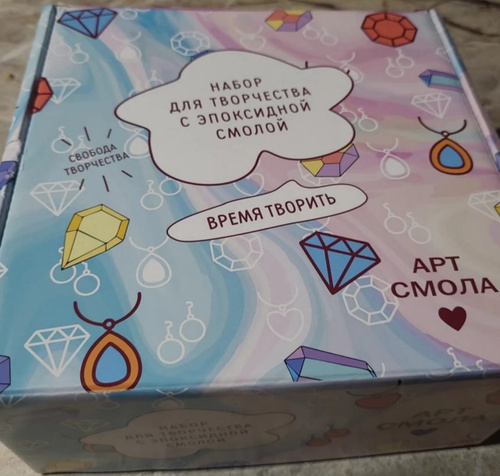 НАБОР
ДЛЯ ТВОРЧЕСТВА
С ЭПОКСИДНОЙ
СМОЛОЙ
СВОБОДА
ТВОРЧЕСТВА
ВРЕМЯ ТВОРИТЬ
АРТ
СМОЛА
НАБОР
ДЛЯ ТВОРЧЕСТВА
С ЭПОКСИДНОЙ
СМОЛОЙ
АРТ
СМОЛА